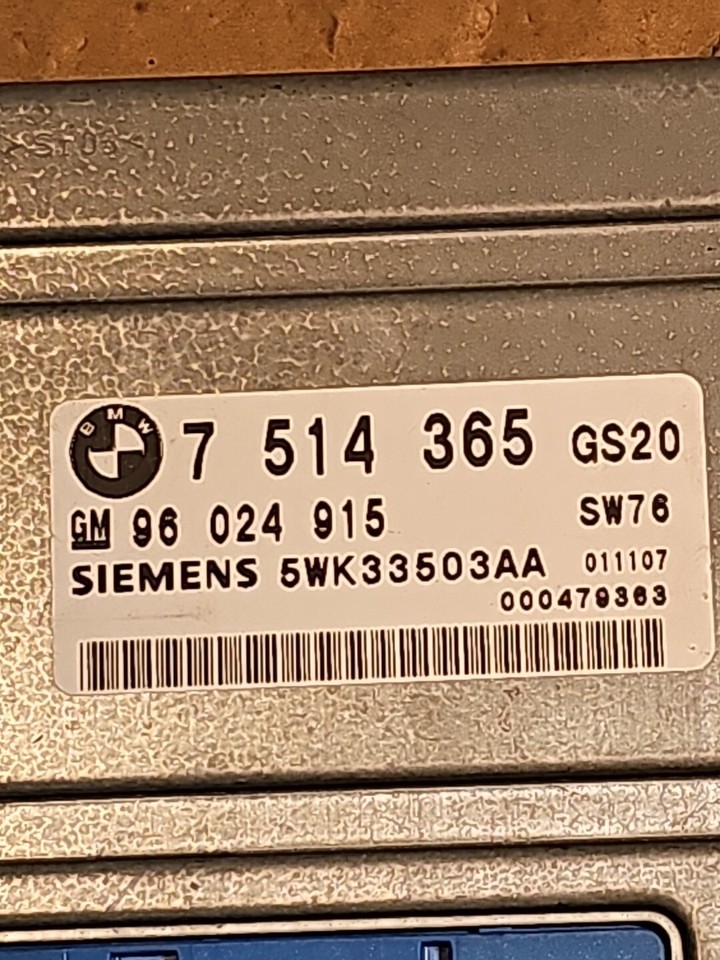 BMW 7 514 365 GS20
GM 96 024 915 SW76
SIEMENS 5WK33503AA 011107
000479363